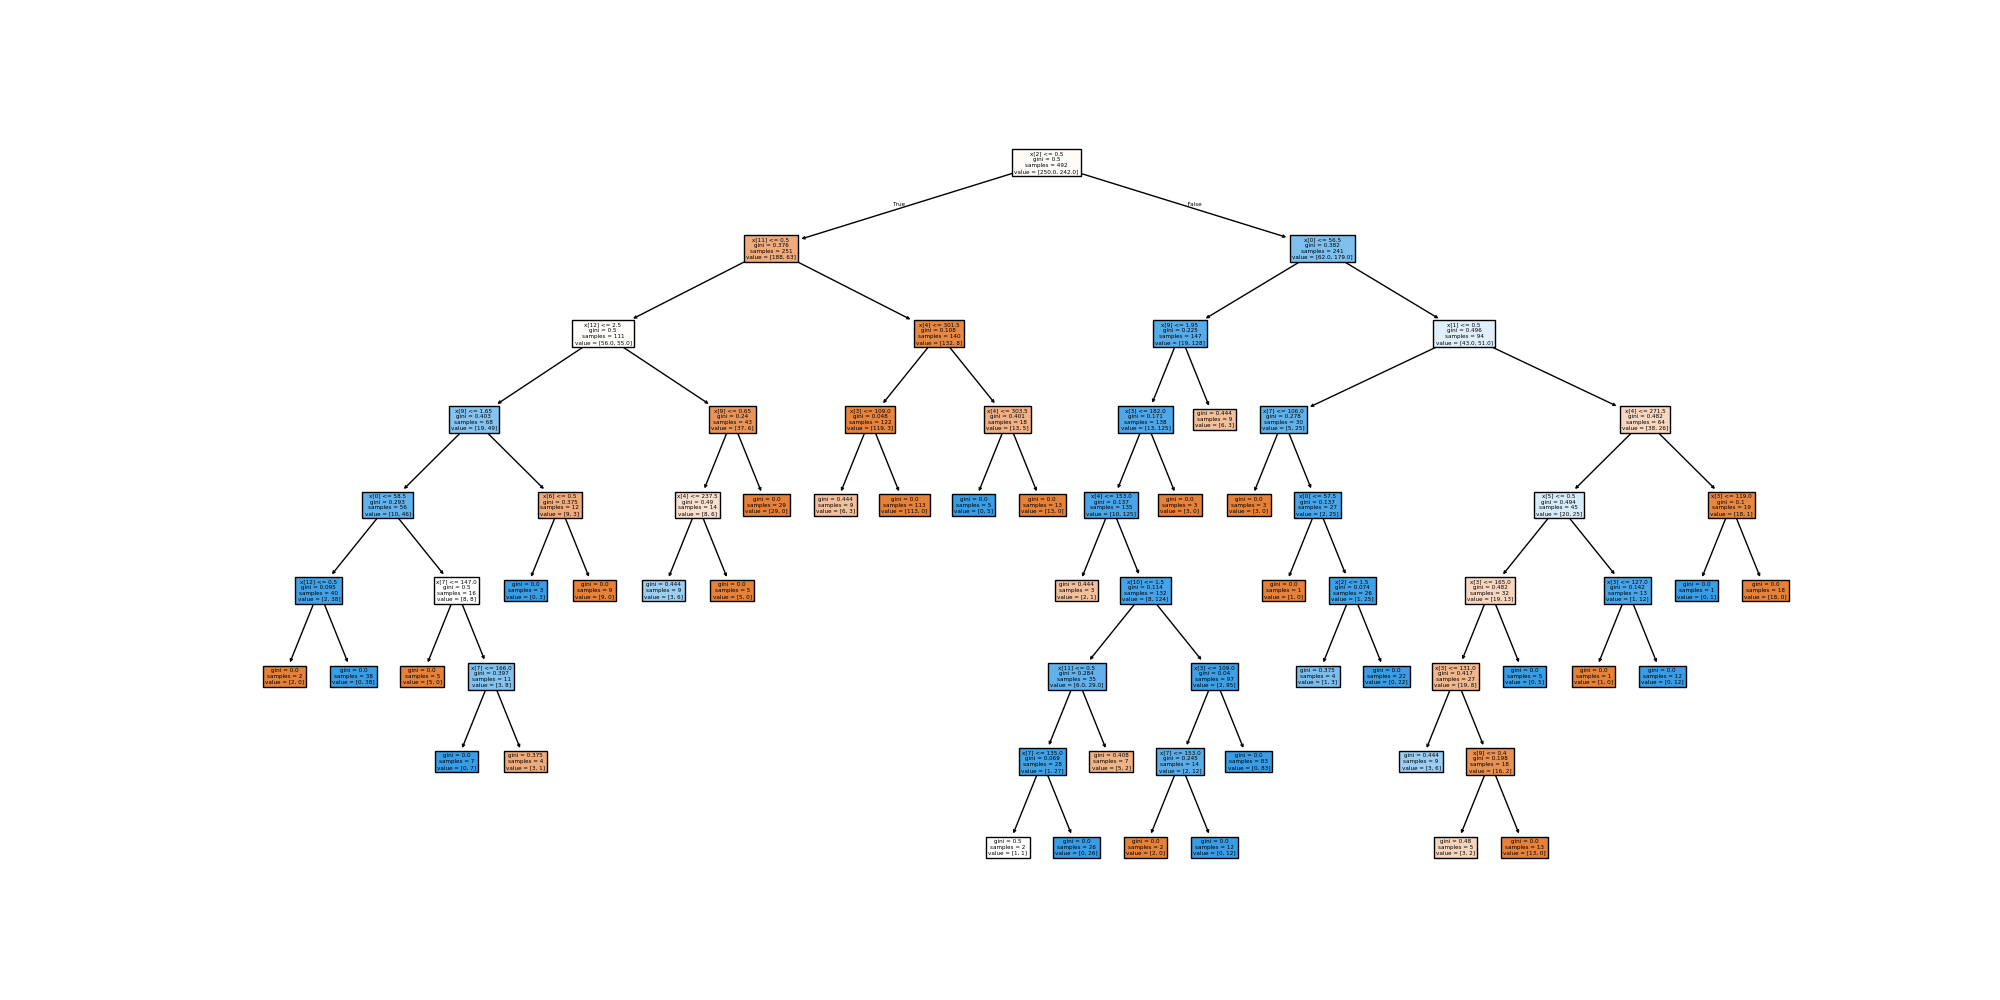 x[2] <= 0.5
gini = 0.5
samples = 492
value = [250.0, 242.0]
True
False
x[11] <= 0.5
gini = 0.376
samples = 251
value = [188, 63]
x[0] <= 56.5
gini = 0.382
samples = 241
value = [62.0, 179.0]
x[12] <= 2.5
gini = 0.5
samples = 111
value = [56.0, 55.0]
x[4] <= 301.5
gini = 0.108
samples = 140
value = [132, 8]
x[9] <= 1.95
gini = 0.225
samples = 147
value = [19, 128]
x[1] <= 0.5
gini = 0.496
samples = 94
value = [43.0, 51.0]
x[9] <= 1.65
gini = 0.403
samples = 68
value = [19, 49]
x[9] <= 0.65
gini = 0.24
samples = 43
value = [37, 6]
x[3] <= 109.0
gini = 0.048
samples = 122
value = [119, 3]
x[4] <= 303.5
gini = 0.401
samples = 18
value = [13, 5]
x[3] <= 182.0
gini = 0.171
samples = 138
value = [13, 125]
gini = 0.444
samples = 9
value = [6, 3]
x[7] <= 106.0
gini = 0.278
samples = 30
value = [5, 25]
x[4] <= 271.5
gini = 0.482
samples = 64
value = [38, 26]
x[0] <= 58.5
gini = 0.293
samples = 56
value = [10, 46]
x[6] <= 0.5
gini = 0.375
samples = 12
value = [9, 3]
x[4] <= 237.5
gini = 0.49
samples = 14
value = [8, 6]
gini = 0.0
samples = 29
value = [29, 0]
gini = 0.444
samples = 9
value = [6, 3]
gini = 0.0
samples = 113
value = [113, 0]
gini = 0.0
samples = 5
value = [0, 5]
gini = 0.0
samples = 13
value = [13, 0]
x[4] <= 153.0
gini = 0.137
samples = 135
value = [10, 125]
gini = 0.0
samples = 3
value = [3, 0]
gini = 0.0
samples = 3
value = [3, 0]
x[0] <= 57.5
gini = 0.137
samples = 27
value = [2, 25]
x[5] <= 0.5
gini = 0.494
samples = 45
value = [20, 25]
x[3] <= 119.0
gini = 0.1
samples = 19
value = [18, 1]
x[12] <= 0.5
gini = 0.095
samples = 40
value = [2, 38]
x[7] <= 147.0
gini = 0.5
samples = 16
value = [8, 8]
gini = 0.0
samples = 3
value = [0, 3]
gini = 0.0
samples = 9
value = [9, 0]
gini = 0.444
samples = 9
value = [3, 6]
gini = 0.0
samples = 5
value = [5, 0]
gini = 0.444
samples = 3
value = [2, 1]
x[10] <= 1.5
gini = 0.114
samples = 132
value = [8, 124]
gini = 0.0
samples = 1
value = [1, 0]
x[2] <= 1.5
gini = 0.074
samples = 26
value = [1, 25]
x[3] <= 165.0
gini = 0.482
samples = 32
value = [19, 13]
x[3] <= 127.0
gini = 0.142
samples = 13
value = [1, 12]
gini = 0.0
samples = 1
value = [0, 1]
gini = 0.0
samples = 18
value = [18, 0]
gini = 0.0
samples = 2
value = [2, 0]
gini = 0.0
samples = 38
value = [0, 38]
gini = 0.0
samples = 5
value = [5, 0]
x[7] <= 166.0
gini = 0.397
samples = 11
value = [3, 8]
x[11] <= 0.5
gini = 0.284
samples = 35
value = [6.0, 29.0]
x[3] <= 109.0
gini = 0.04
samples = 97
value = [2, 95]
gini = 0.375
samples = 4
value = [1, 3]
gini = 0.0
samples = 22
value = [0, 22]
x[3] <= 131.0
gini = 0.417
samples = 27
value = [19, 8]
gini = 0.0
samples = 5
value = [0, 5]
gini = 0.0
samples = 1
value = [1, 0]
gini = 0.0
samples = 12
value = [0, 12]
gini = 0.0
samples = 7
value = [0, 7]
gini = 0.375
samples = 4
value = [3, 1]
x[7] <= 135.0
gini = 0.069
samples = 28
value = [1, 27]
gini = 0.408
samples = 7
value = [5, 2]
x[7] <= 153.0
gini = 0.245
samples = 14
value = [2, 12]
gini = 0.0
samples = 83
value = [0, 83]
gini = 0.444
samples = 9
value = [3, 6]
x[9] <= 0.4
gini = 0.198
samples = 18
value = [16, 2]
gini = 0.5
samples = 2
value = [1, 1]
gini = 0.0
samples = 26
value = [0, 26]
gini = 0.0
samples = 2
value = [2, 0]
gini = 0.0
samples = 12
value = [0, 12]
gini = 0.48
samples = 5
value = [3, 2]
gini = 0.0
samples = 13
value = [13, 0]